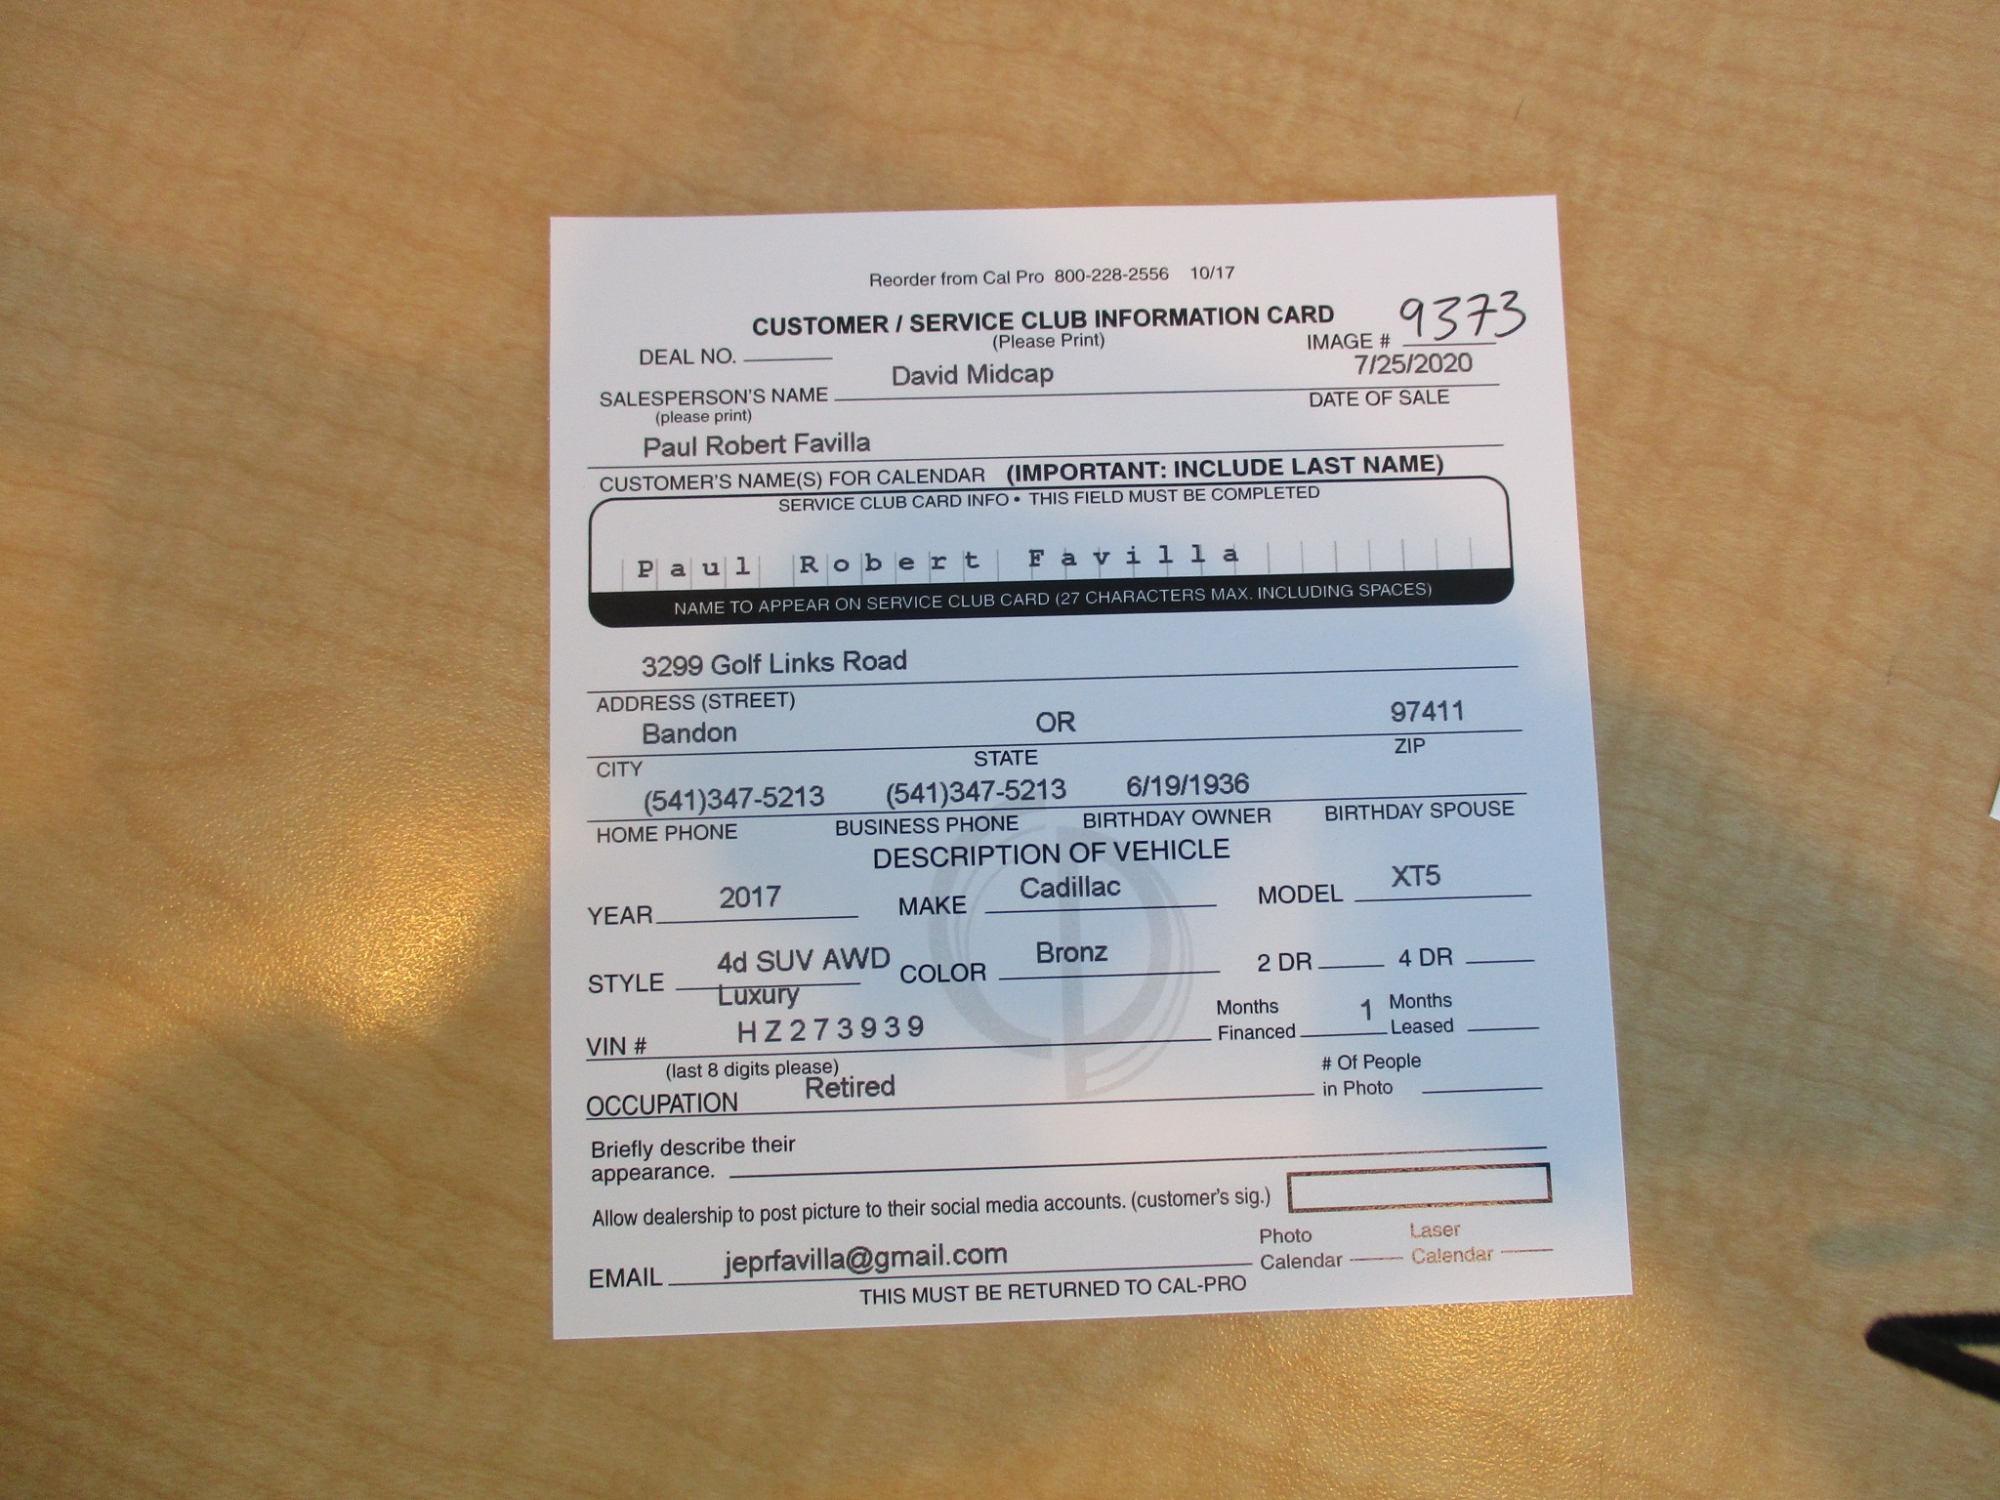 Reorder from Cal Pro 800-228-2556 10/17
CUSTOMER / SERVICE CLUB INFORMATION CARD
(Please Print)
DEAL NO.
IMAGE # 9373
David Midcap
7/25/2020
SALESPERSON'S NAME
DATE OF SALE
(please print)
Paul Robert Favilla
CUSTOMER'S NAME(S) FOR CALENDAR (IMPORTANT: INCLUDE LAST NAME)
SERVICE CLUB CARD INFO • THIS FIELD MUST BE COMPLETED
Paul Robert Favilla
NAME TO APPEAR ON SERVICE CLUB CARD (27 CHARACTERS MAX. INCLUDING SPACES)
3299 Golf Links Road
ADDRESS (STREET)
Bandon OR 97411
CITY STATE ZIP
(541)347-5213 (541)347-5213 6/19/1936
HOME PHONE BUSINESS PHONE BIRTHDAY OWNER BIRTHDAY SPOUSE
DESCRIPTION OF VEHICLE
YEAR 2017 MAKE Cadillac MODEL XT5
STYLE 4d SUV AWD COLOR Bronz 2 DR 4 DR
Luxury
VIN # HZ273939
Months Financed 1 Months Leased
(last 8 digits please)
OCCUPATION Retired
# Of People
in Photo
Briefly describe their
appearance.
Allow dealership to post picture to their social media accounts. (customer's sig.)
EMAIL jeprfavilla@gmail.com
Photo Calendar Laser Calendar
THIS MUST BE RETURNED TO CAL-PRO